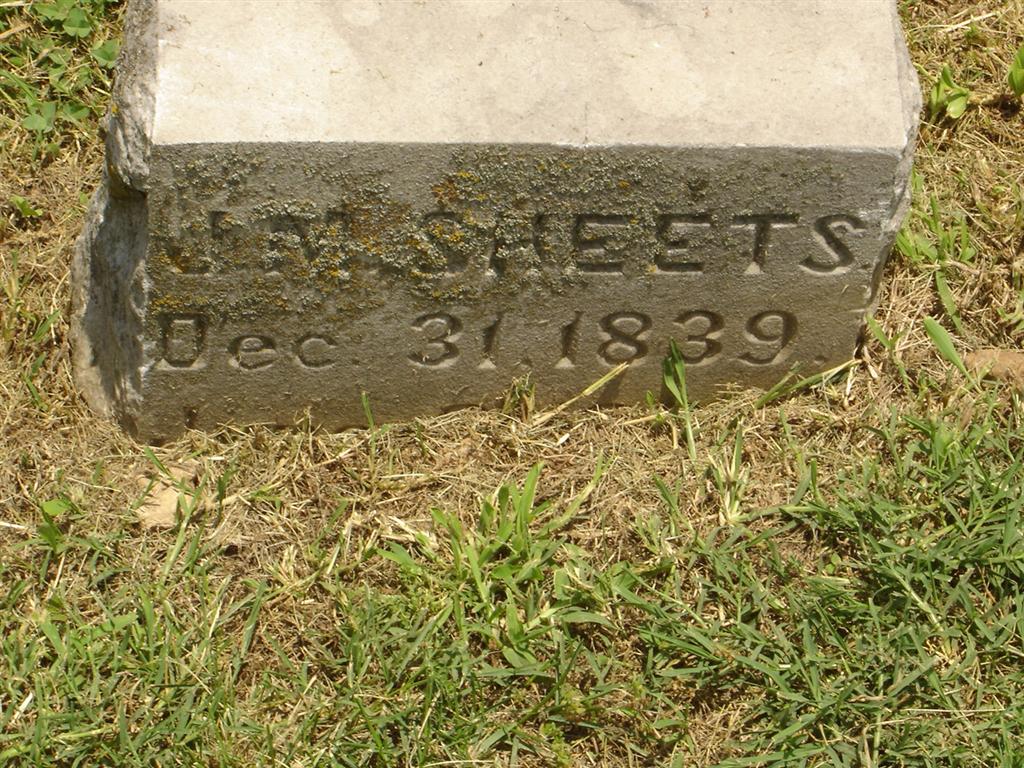 J. M. SHEETS
Dec. 31, 1839.